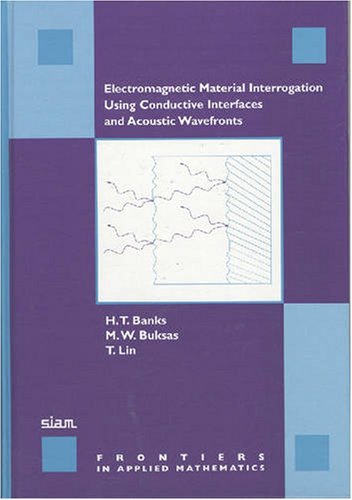 Electromagnetic Material Interrogation
Using Conductive Interfaces
and Acoustic Wavefronts
H. T. Banks
M. W. Buksas
T. Lin
siam
FRONTIERS
IN APPLIED MATHEMATICS